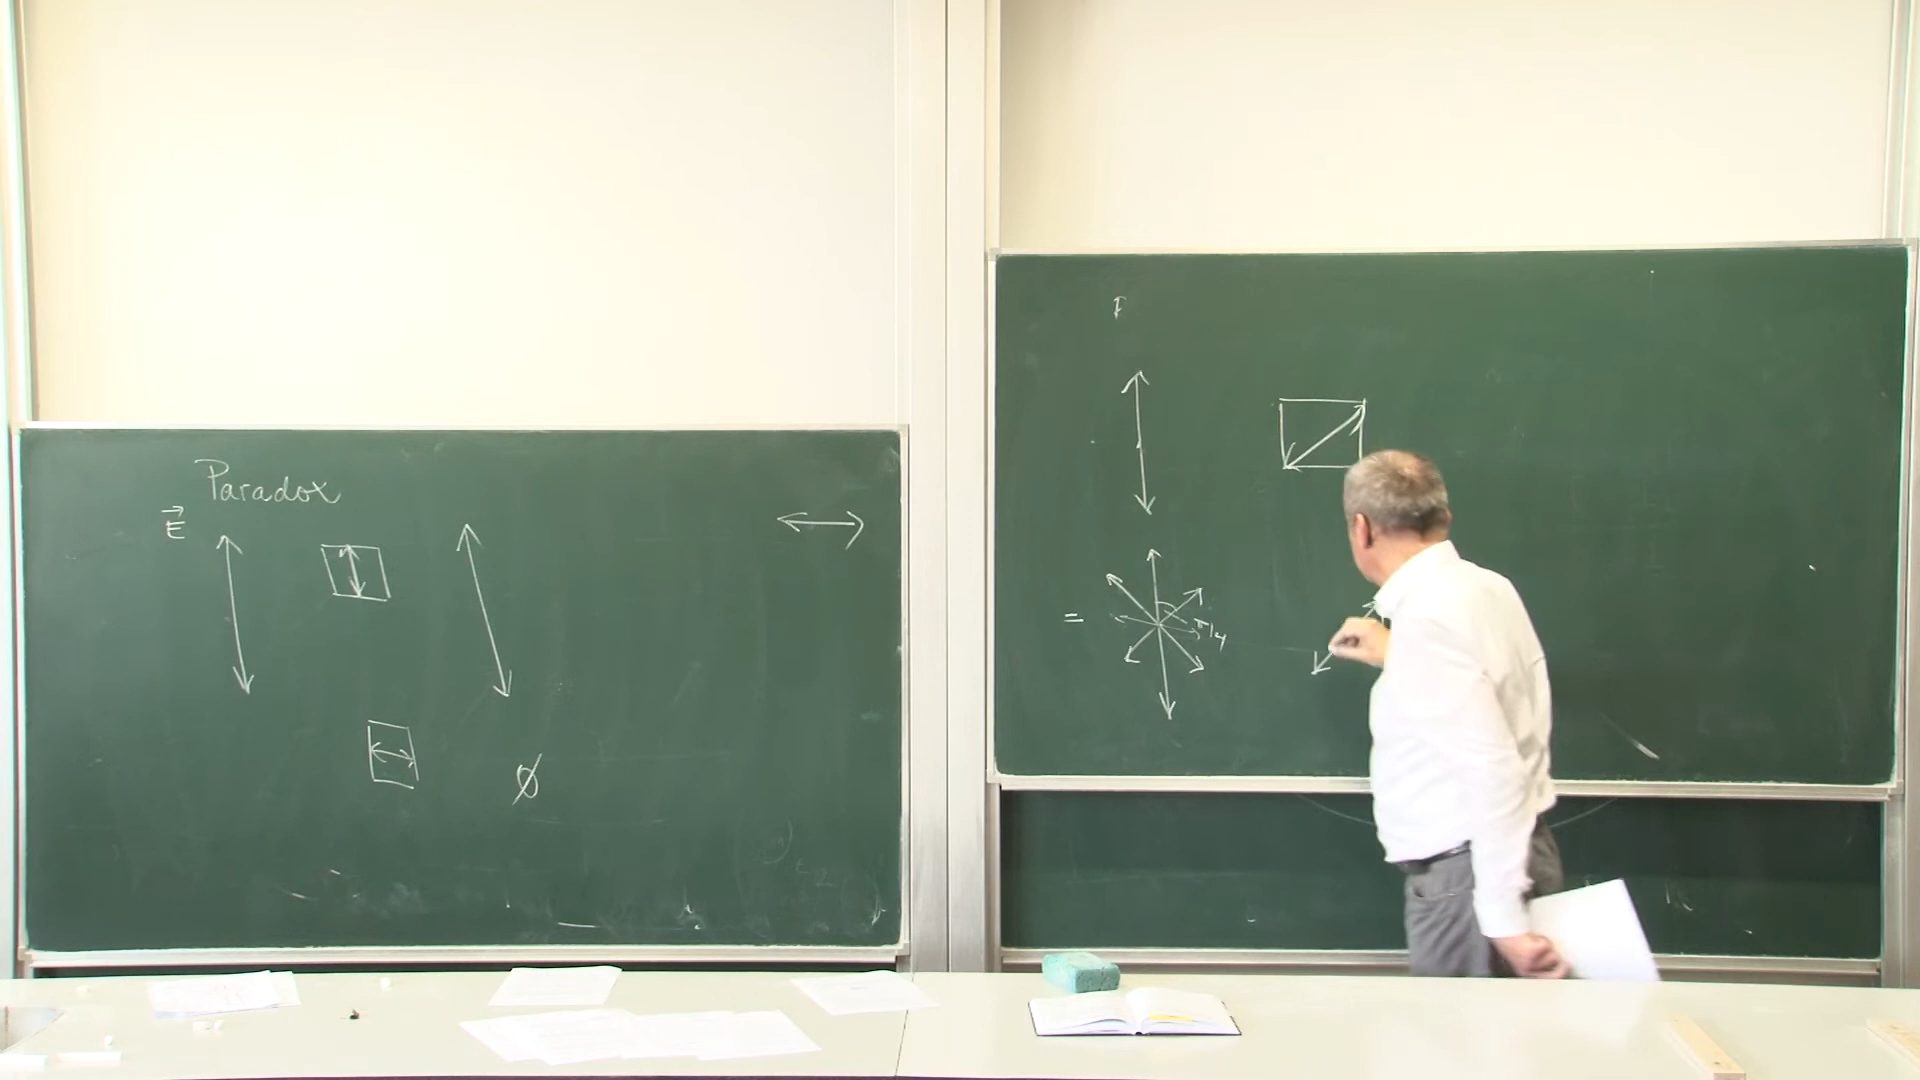 Paradox
E⃗
∅
=
π/4